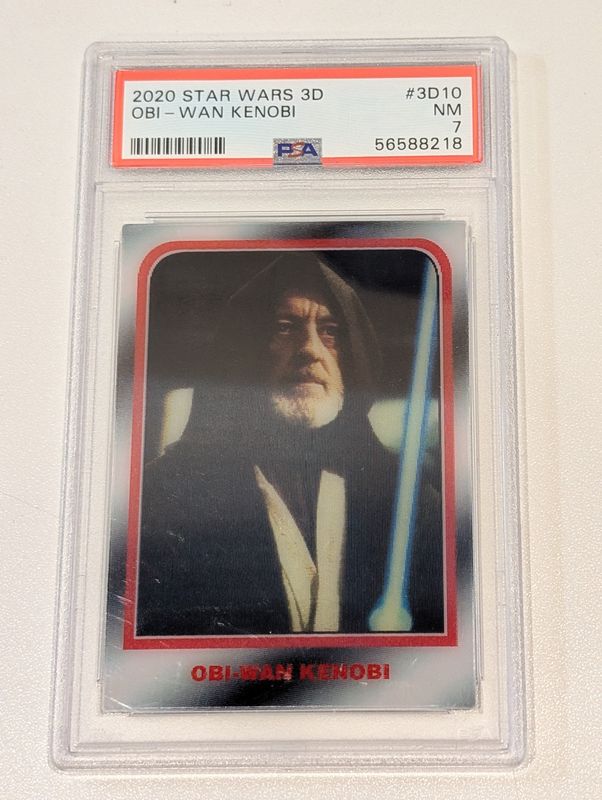 2020 STAR WARS 3D #3D10
OBI-WAN KENOBI NM
7
PSA 56588218
OBI-WAN KENOBI